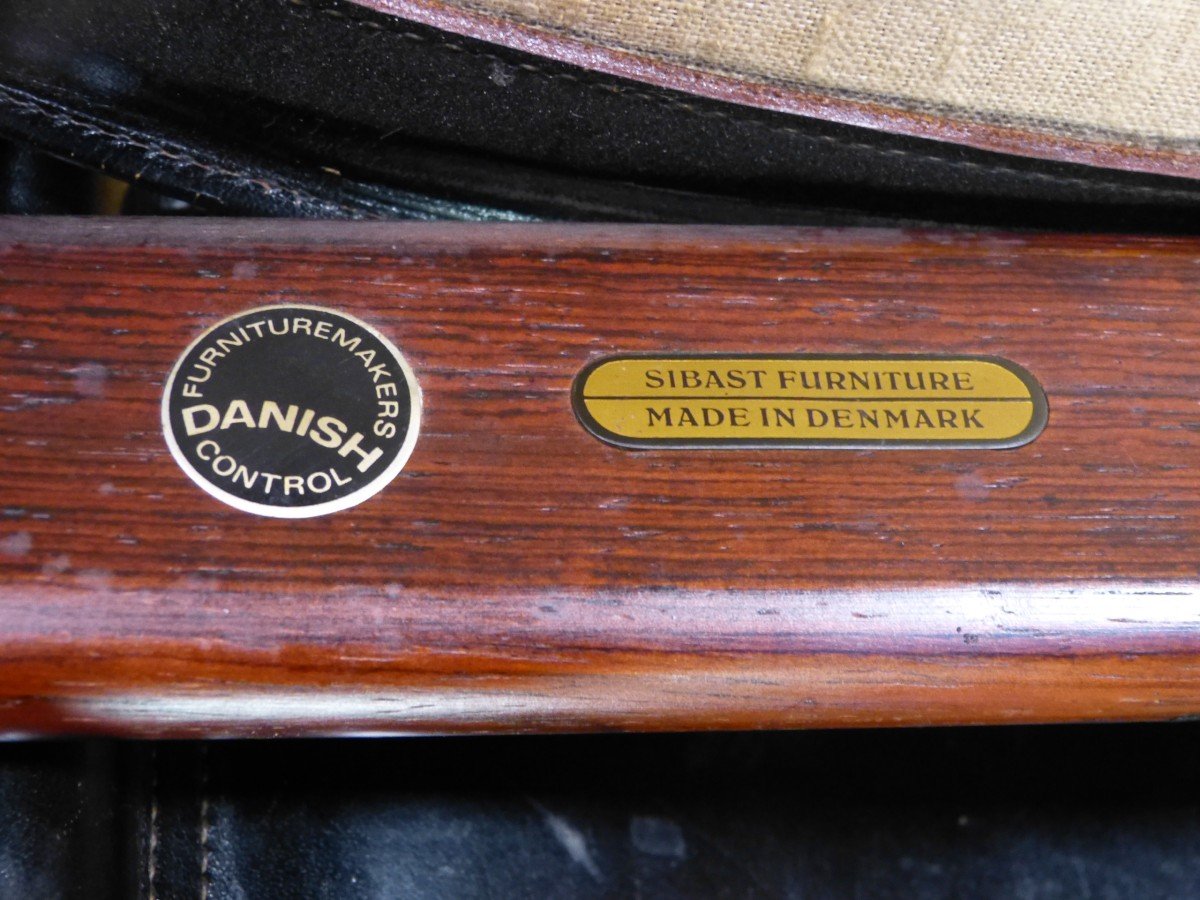 FURNITUREMAKERS
DANISH
CONTROL
SIBAST FURNITURE
MADE IN DENMARK